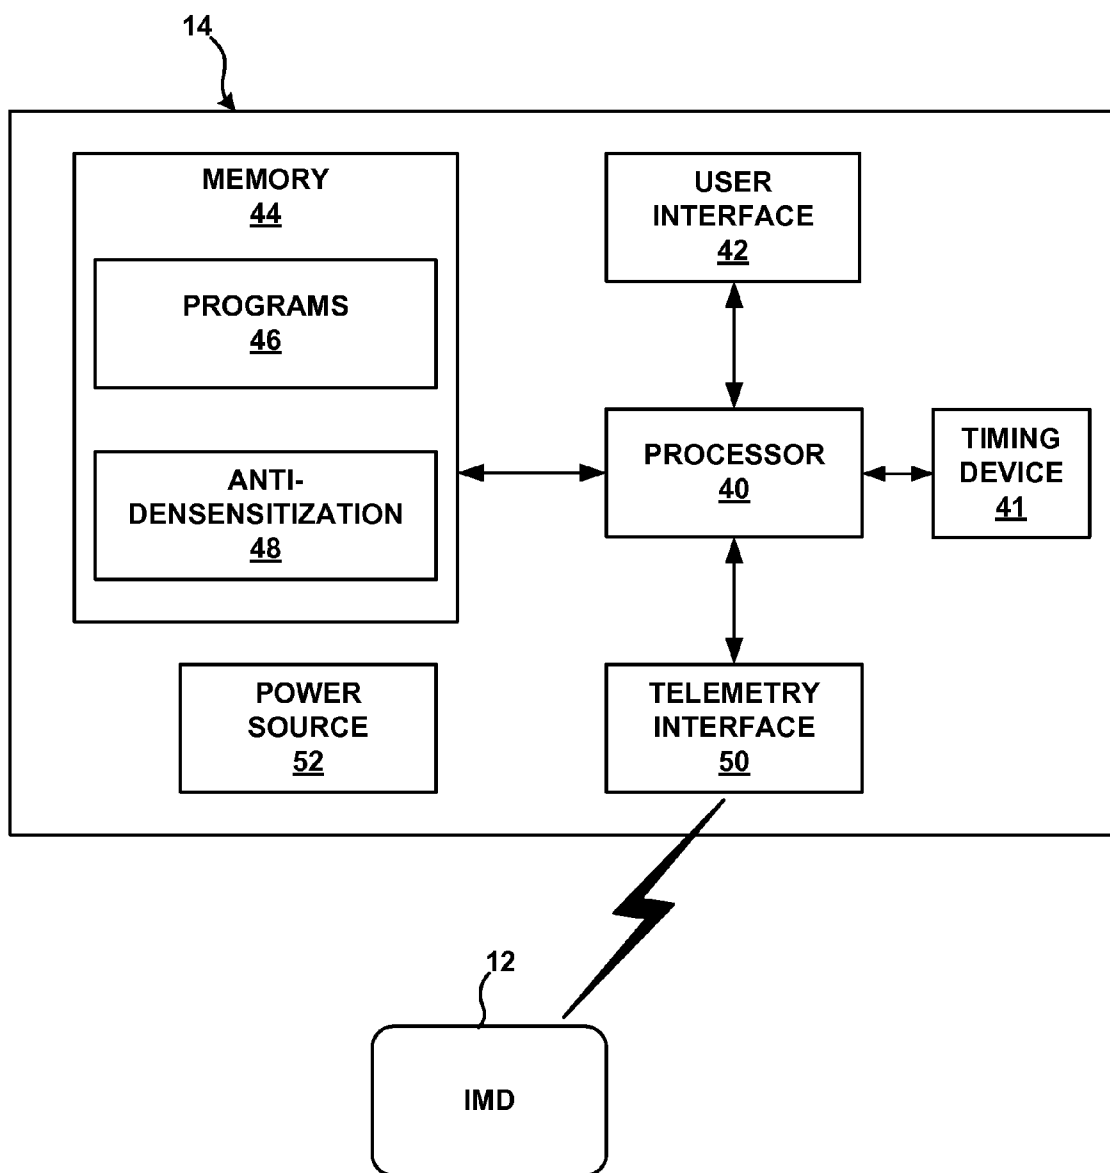 14
MEMORY
44
PROGRAMS
46
ANTI-
DENSENSITIZATION
48
USER
INTERFACE
42
PROCESSOR
40
TIMING
DEVICE
41
POWER
SOURCE
52
TELEMETRY
INTERFACE
50
12
IMD